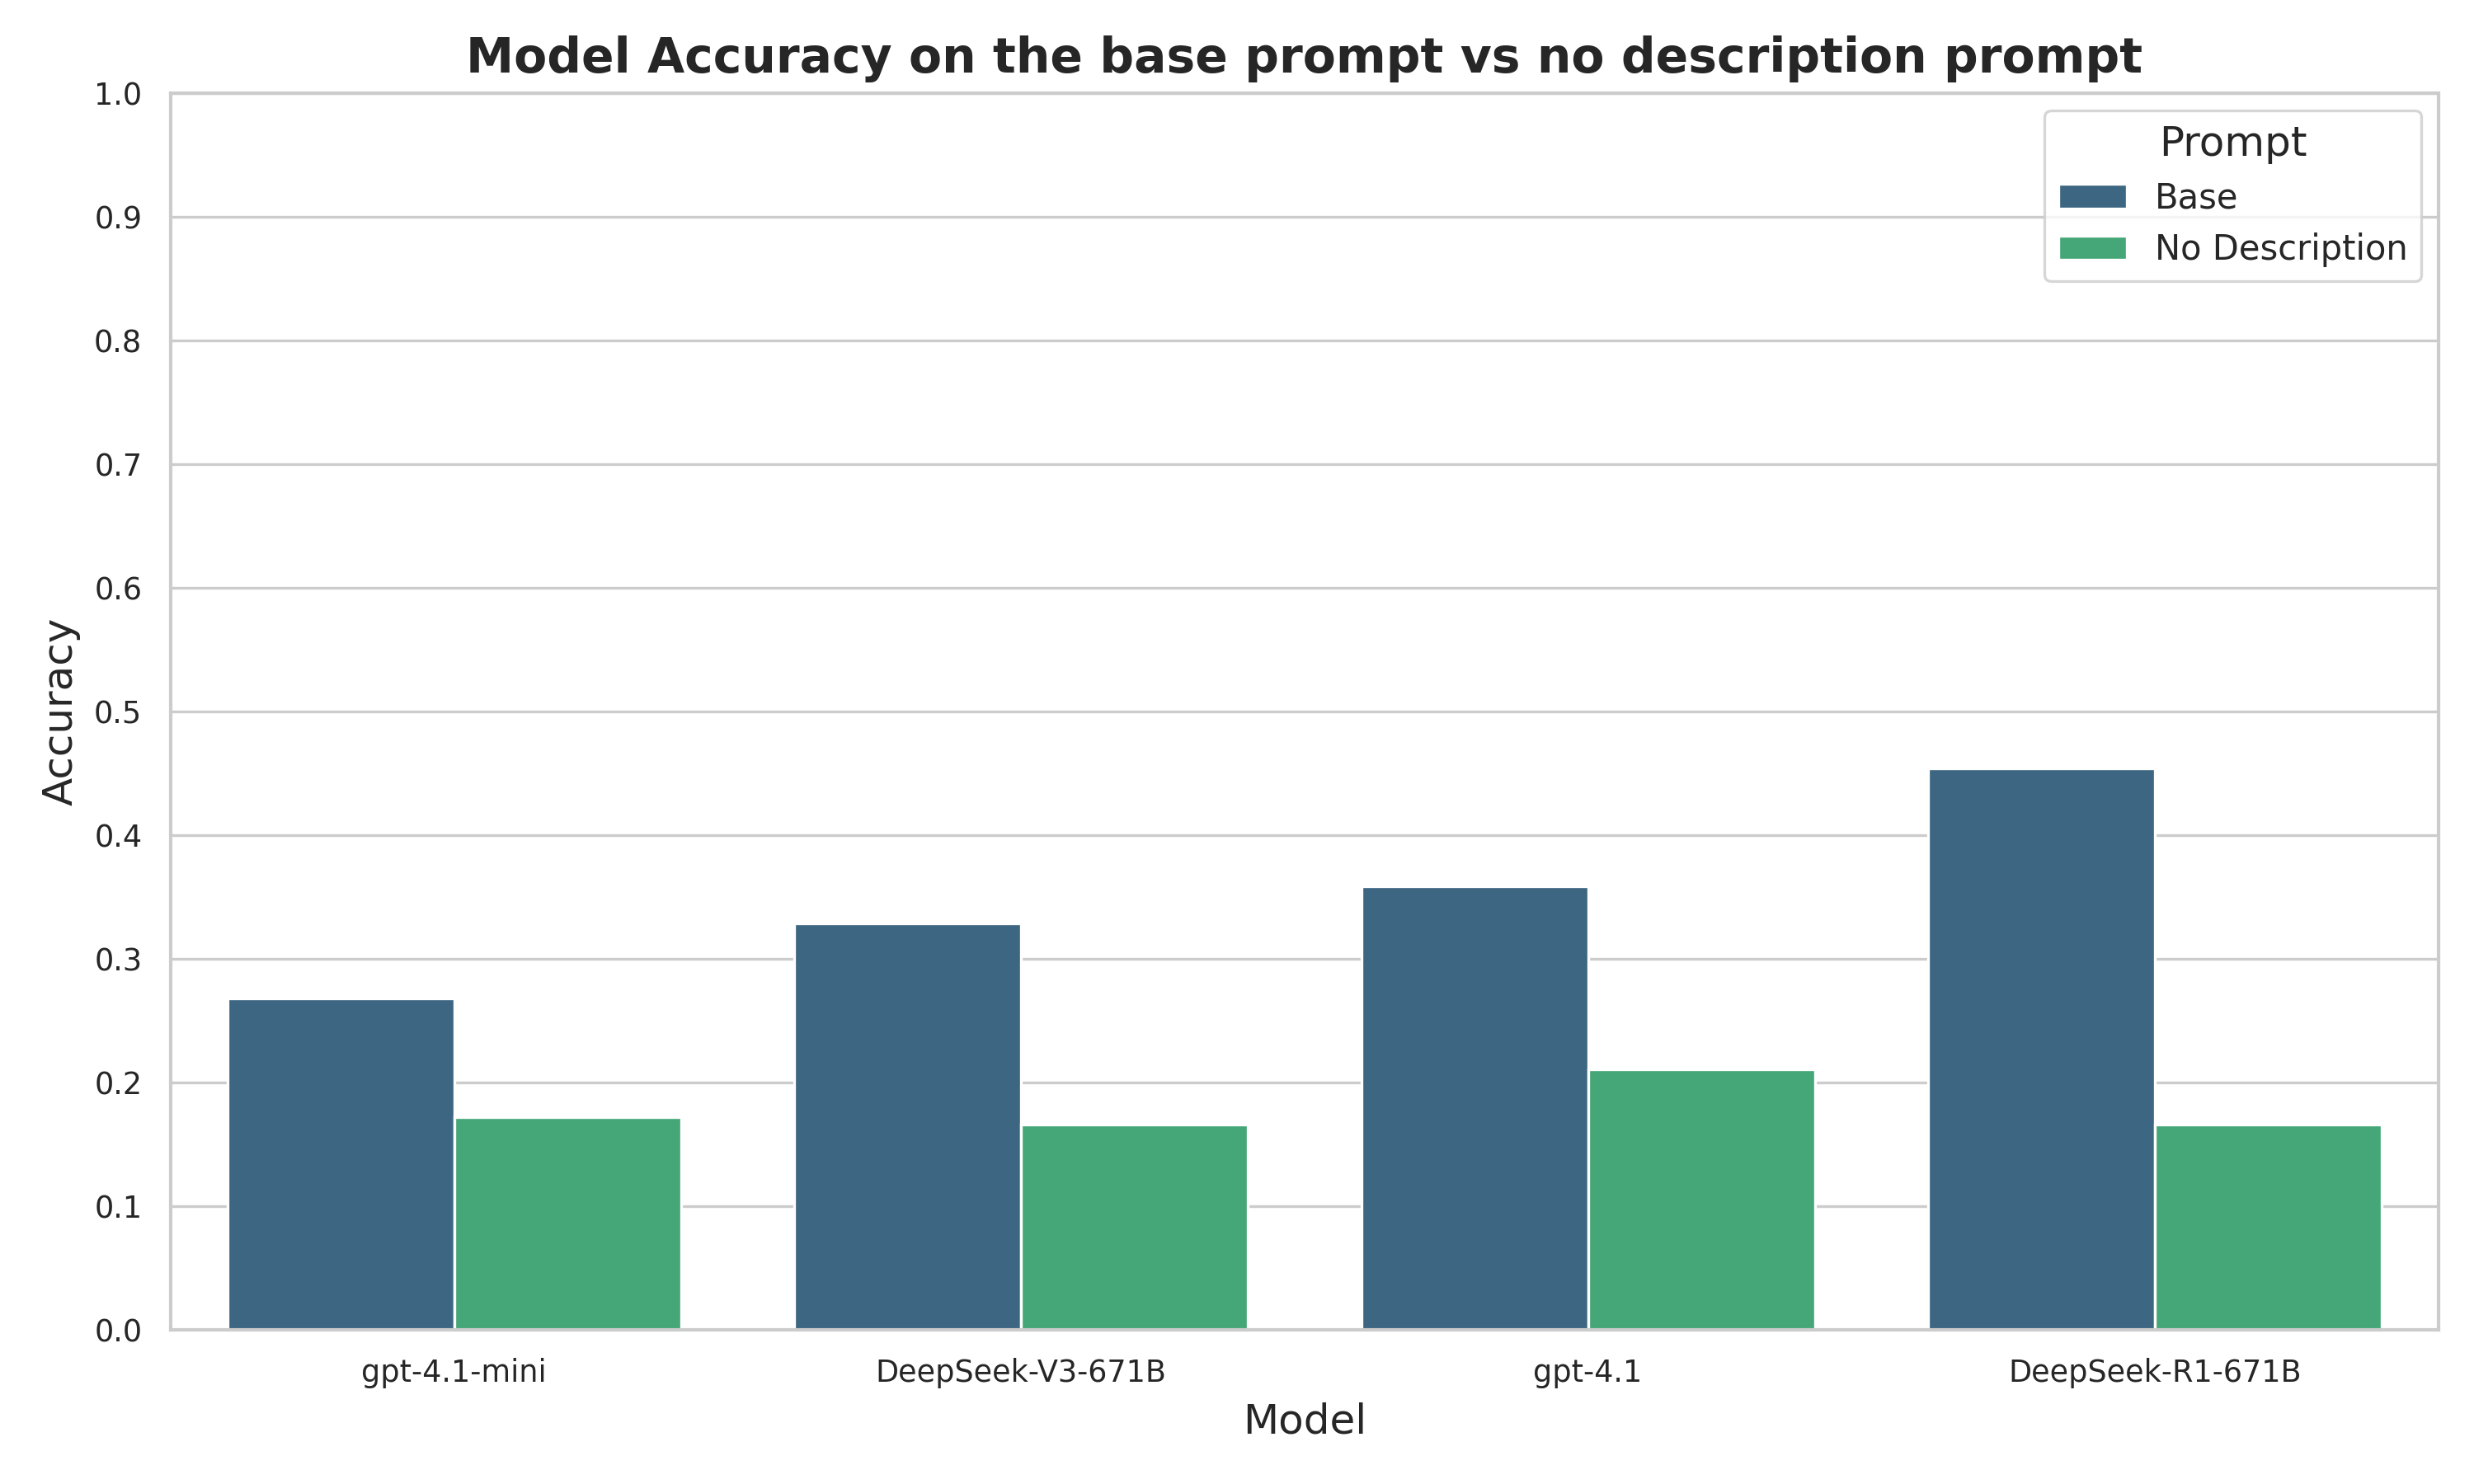 Model Accuracy on the base prompt vs no description prompt
1.0
0.9
0.8
0.7
0.6
0.5
0.4
0.3
0.2
0.1
0.0
Accuracy
Prompt
Base
No Description
gpt-4.1-mini
DeepSeek-V3-671B
gpt-4.1
DeepSeek-R1-671B
Model